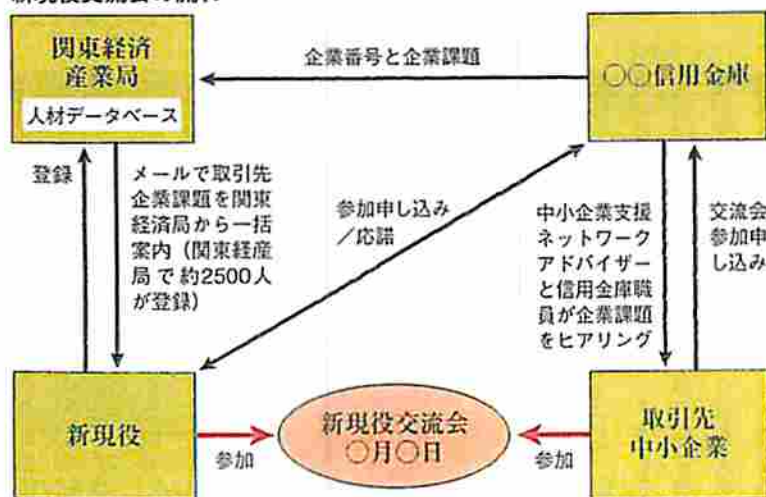 関東経済
産業局
人材データベース
企業番号と企業課題
○○信用金庫
登録
メールで取引先
企業課題を関東
経済局から一括
案内（関東経産
局で約2500人
が登録）
参加申し込み
／応諾
中小企業支援
ネットワーク
アドバイザー
と信用金庫職
員が企業課題
をヒアリング
交流会
参加申
し込み
新現役
参加
新現役交流会
○月○日
参加
取引先
中小企業